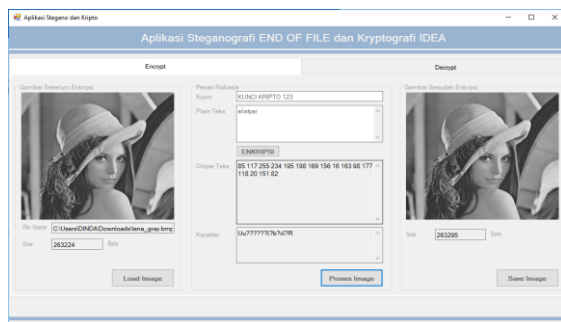 Aplikasi Stegano dan Kripto
Aplikasi Steganografi END OF FILE dan Kryptografi IDEA
Encrypt
Decrypt
Gambar Sebelum Enkripsi
File Name C:\Users\DINDA\Downloads\lena_gray.bmp
Size 263224 Byte
Load Image
Pesan Rahasia
Kunci KUNCI KRIPTO 123
Plain Teks
ENKRIPSI
Chiper Teks 85 117 255 234 195 198 169 156 16 163 98 177
118 20 151 82
Karakter
Proses Image
Gambar Sesudah Enkripsi
Size 263295 Byte
Save Image